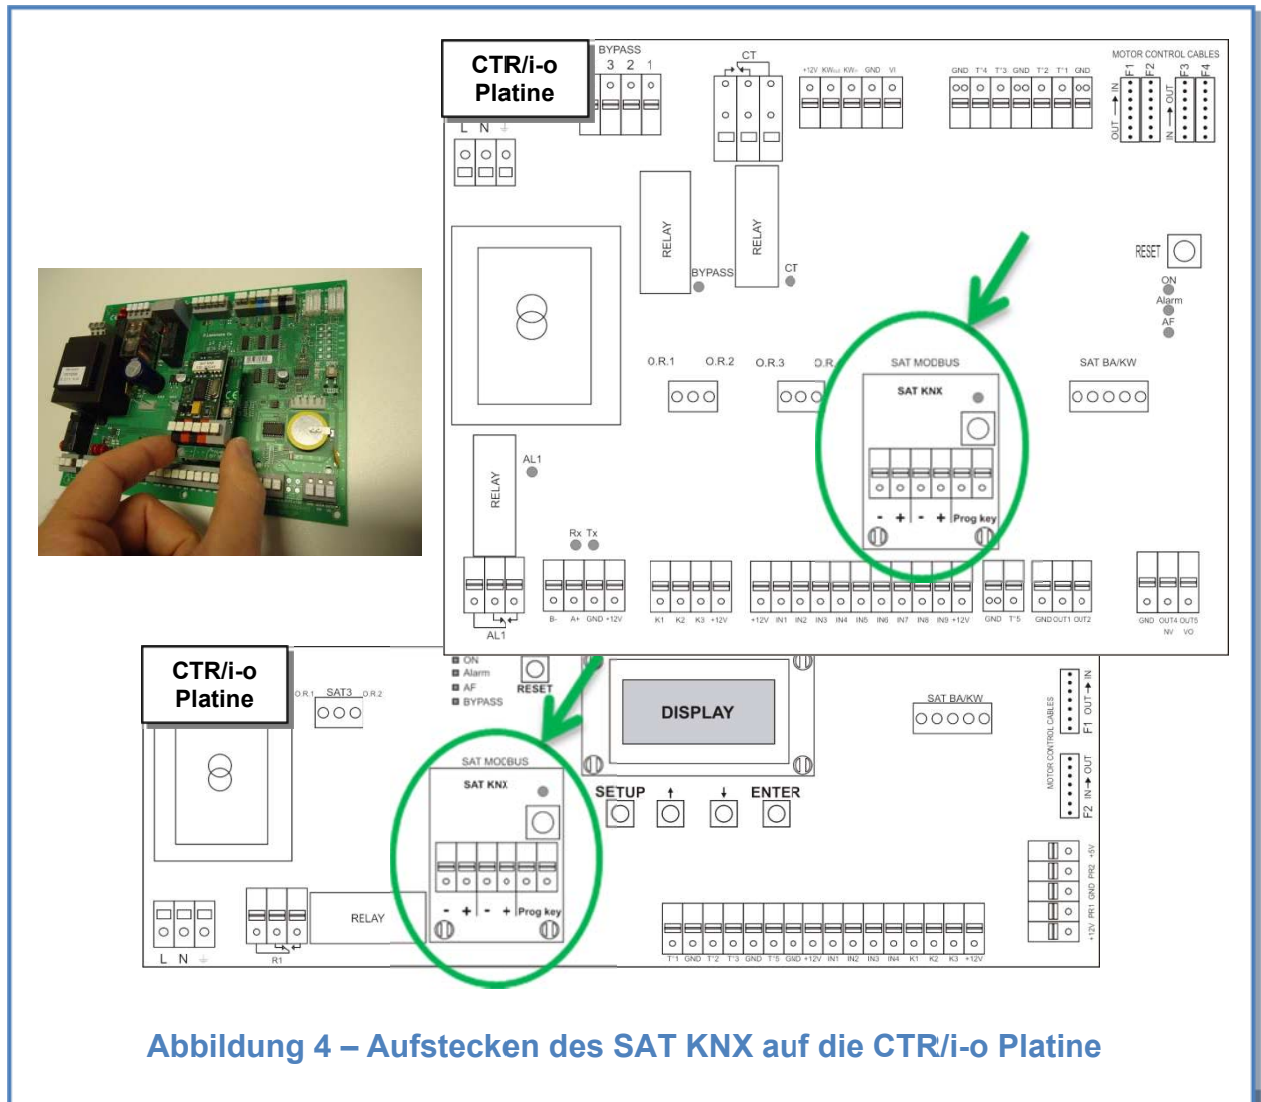 CTR/i-o
Platine
BYPASS
3 2 1
CT
+12V KWout KWin GND VI
GND T°4 T°3 GND T°2 T°1 GND
MOTOR CONTROL CABLES
F1 F2 F3 F4
OUT → IN
IN → OUT
L N
RELAY
RELAY
BYPASS
CT
RESET
ON
Alarm
AF
O.R.1 O.R.2 O.R.3 O.R.
SAT MODBUS
SAT BA/KW
SAT KNX
- + - + Prog key
RELAY
AL1
Rx Tx
AL1
B- A+ GND +12V
K1 K2 K3 +12V
+12V IN1 IN2 IN3 IN4 IN5 IN6 IN7 IN8 IN9 +12V
GND T°5
GND OUT1 OUT2
GND OUT4 OUT5
NV VO
CTR/i-o
Platine
O.R.1 SAT3 O.R.2
ON
Alarm
AF
BYPASS
RESET
DISPLAY
SAT BA/KW
MOTOR CONTROL CABLES
F1 OUT → IN
F2 IN → OUT
SAT MODBUS
SAT KNX
- + - + Prog key
SETUP ↑ ↓ ENTER
+5V
PR2
GND
PR1
+12V
RELAY
L N
R1
T°1 GND T°2 T°3 GND T°5 GND +12V IN1 IN2 IN3 IN4 K1 K2 K3 +12V
Abbildung 4 – Aufstecken des SAT KNX auf die CTR/i-o Platine